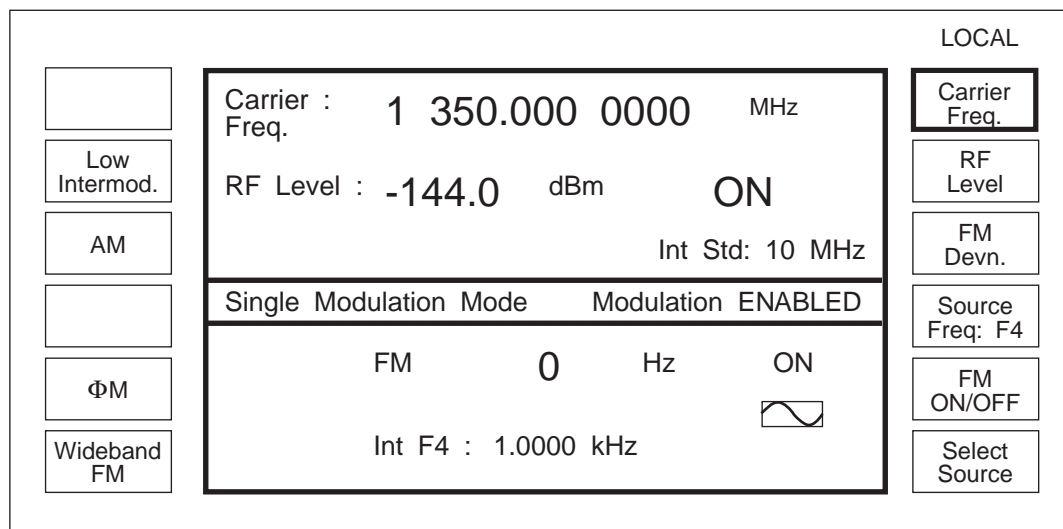 LOCAL
Low
Intermod.
AM
ΦM
Wideband
FM
Carrier :
Freq.
1 350.000 0000 MHz
RF Level : -144.0 dBm ON
Int Std: 10 MHz
Single Modulation Mode Modulation ENABLED
FM 0 Hz ON
Int F4 : 1.0000 kHz
Carrier
Freq.
RF
Level
FM
Devn.
Source
Freq: F4
FM
ON/OFF
Select
Source